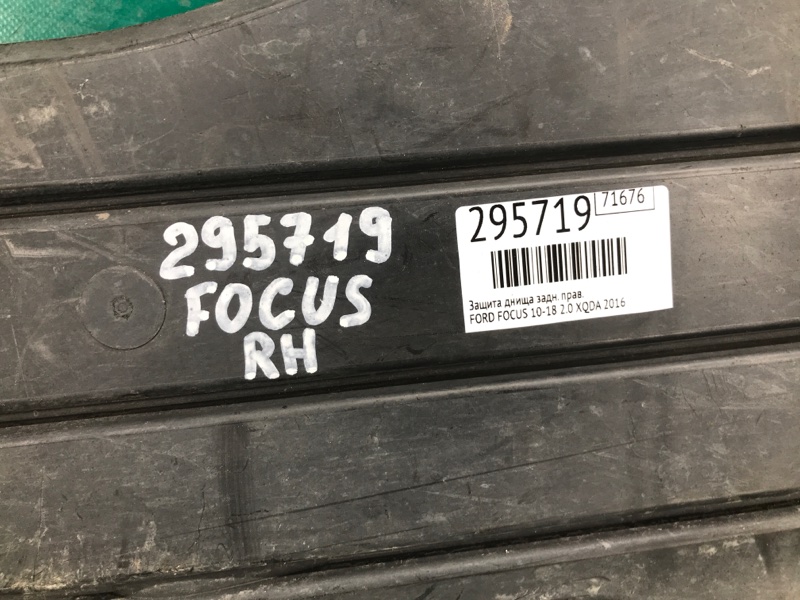 295719
FOCUS
RH
295719
71676
Защита днища задн. прав.
FORD FOCUS 10-18 2.0 XQDA 2016